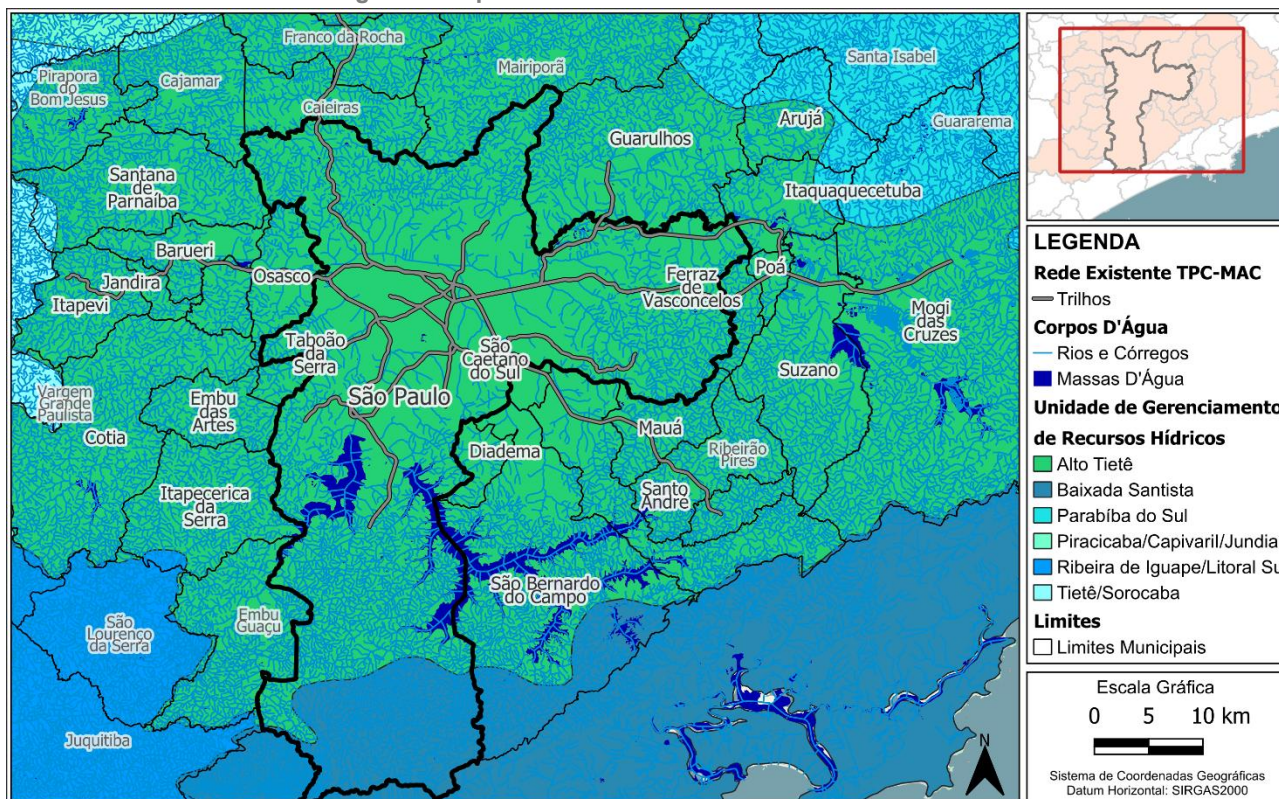 Franco da Rocha
Mairiporã
Santa Isabel
Pirapora
do
Bom Jesus
Cajamar
Caieiras
Guararema
Guarulhos
Arujá
Santana
de
Parnaíba
Itaquaquecetuba
Barueri
Jandira
Itapevi
Osasco
Ferraz
de
Vasconcelos
Poá
Mogi
das
Cruzes
Taboão
da
Serra
São
Caetano
do Sul
Suzano
Vargem
Grande
Paulista
Cotia
Embu
das
Artes
São Paulo
Mauá
Ribeirão
Pires
Diadema
Itapecerica
da
Serra
Santo
André
São Bernardo
do Campo
São
Lourenço
da Serra
Embu
Guaçu
Juquitiba
N
LEGENDA
Rede Existente TPC-MAC
Trilhos
Corpos D'Água
Rios e Córregos
Massas D'Água
Unidade de Gerenciamento
de Recursos Hídricos
Alto Tietê
Baixada Santista
Parabíba do Sul
Piracicaba/Capivaril/Jundia
Ribeira de Iguape/Litoral Su
Tietê/Sorocaba
Limites
Limites Municipais
Escala Gráfica
0 5 10 km
Sistema de Coordenadas Geográficas
Datum Horizontal: SIRGAS2000